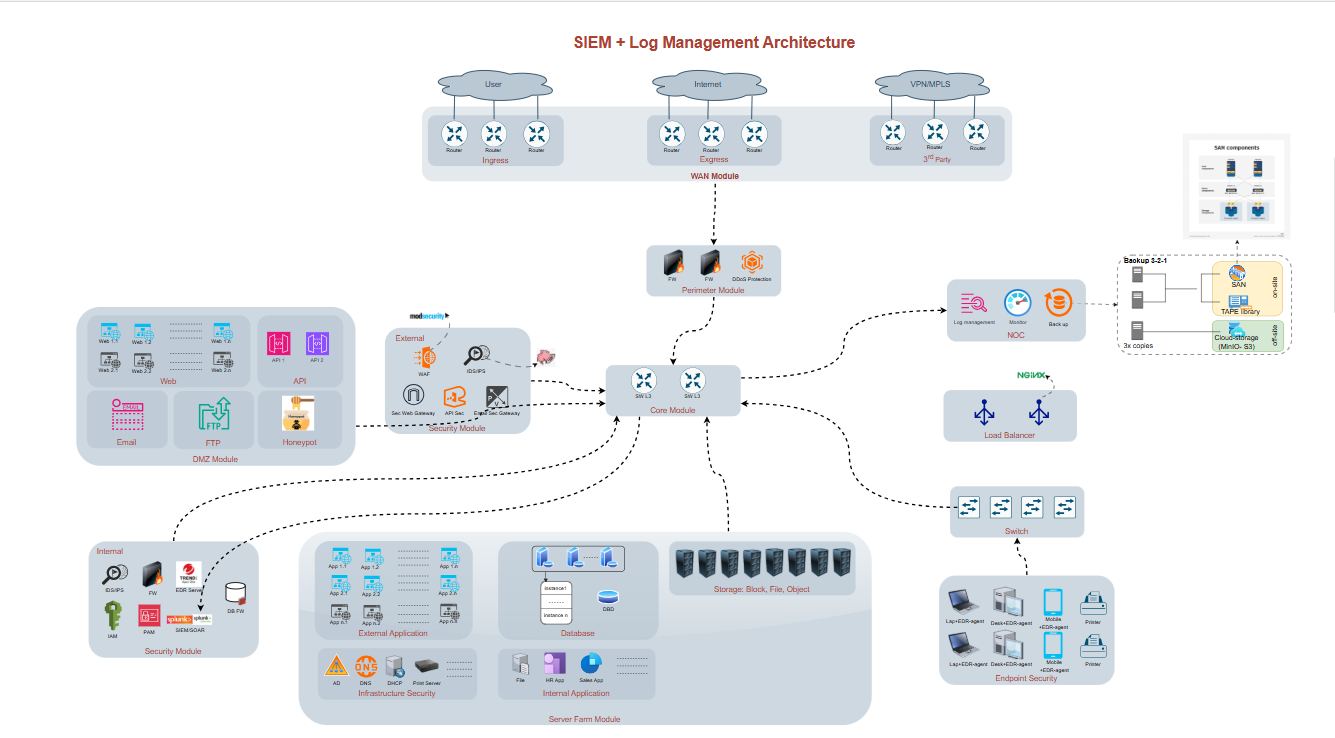 SIEM + Log Management Architecture
User
Internet
VPN/MPLS
Router
Router
Router
Ingress
Router
Router
Router
Exgress
Router
Router
Router
3rd Party
WAN Module
SAN components
FW
FW
DDoS Protection
Perimeter Module
Backup 3-2-1
SAN
TAPE library
on-site
3x copies
Cloud-storage
(MinIO- S3)
off-site
Log management
Monitor
Back up
NOC
modsecurity
External
WAF
IDS/IPS
Sec Web Gateway
API Sec
Email Sec Gateway
Security Module
Web 1.1
Web 1.2
Web 1.n
Web 2.1
Web 2.2
Web 2.n
Web
API 1
API 2
API
EMAIL
Email
FTP
FTP
Honeypot
Honeypot
DMZ Module
SW L3
SW L3
Core Module
NGINX
Load Balancer
Switch
Internal
IDS/IPS
FW
TREND
EDR Server
DB FW
IAM
PAM
splunk>
splunk>
SIEM/SOAR
Security Module
App 1.1
App 1.2
App 1.n
App 2.1
App 2.2
App 2.n
App n.1
App n.2
App n.n
External Application
instance1
instance n
DBD
Database
Storage: Block, File, Object
AD
DNS
DNS
DHCP
Print Server
Infrastructure Security
File
HR App
Sales App
Internal Application
Server Farm Module
Lap+EDR-agent
Desk+EDR-agent
Mobile
+EDR-agent
Printer
Lap+EDR-agent
Desk+EDR-agent
Mobile
+EDR-agent
Printer
Endpoint Security